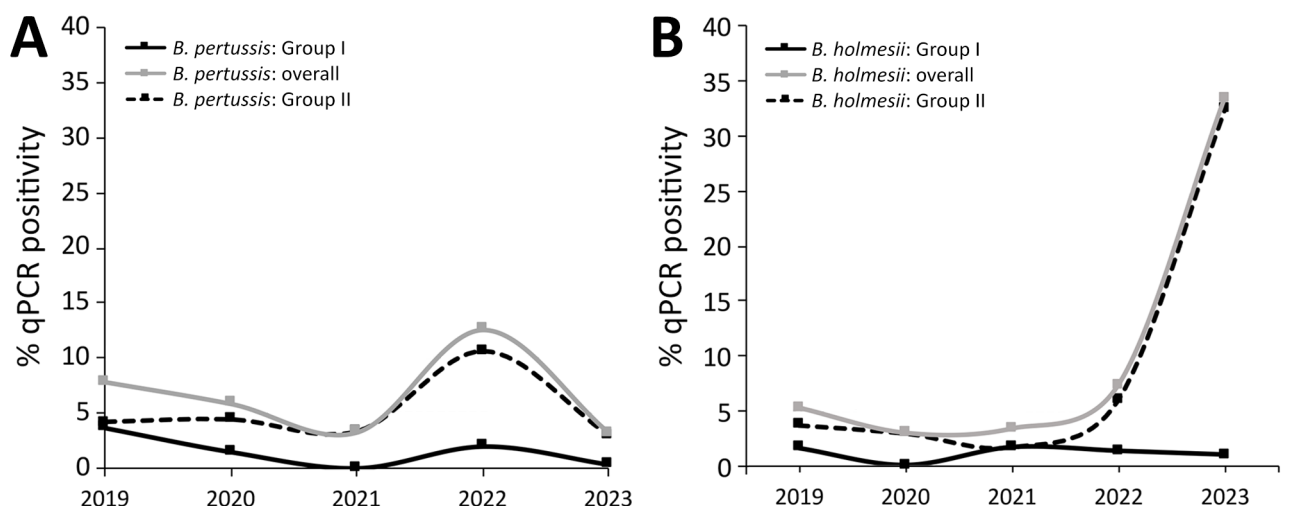 A
% qPCR positivity
40
35
30
25
20
15
10
5
0
B. pertussis: Group I
B. pertussis: overall
B. pertussis: Group II
2019 2020 2021 2022 2023
B
% qPCR positivity
40
35
30
25
20
15
10
5
0
B. holmesii: Group I
B. holmesii: overall
B. holmesii: Group II
2019 2020 2021 2022 2023